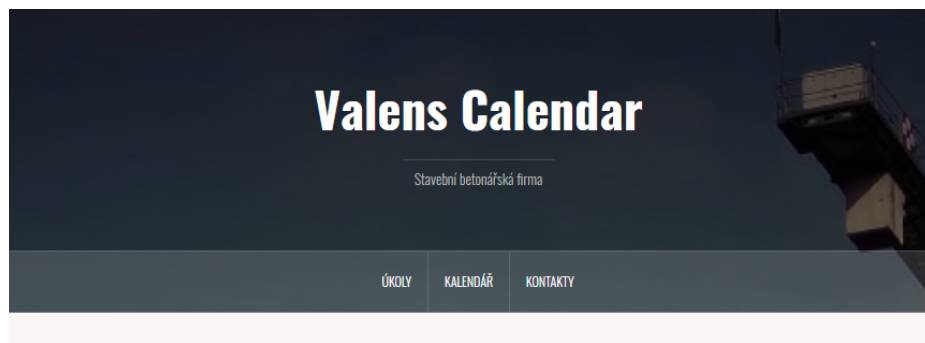 Valens Calendar
Stavební betonářská firma
ÚKOLY KALENDÁŘ KONTAKTY